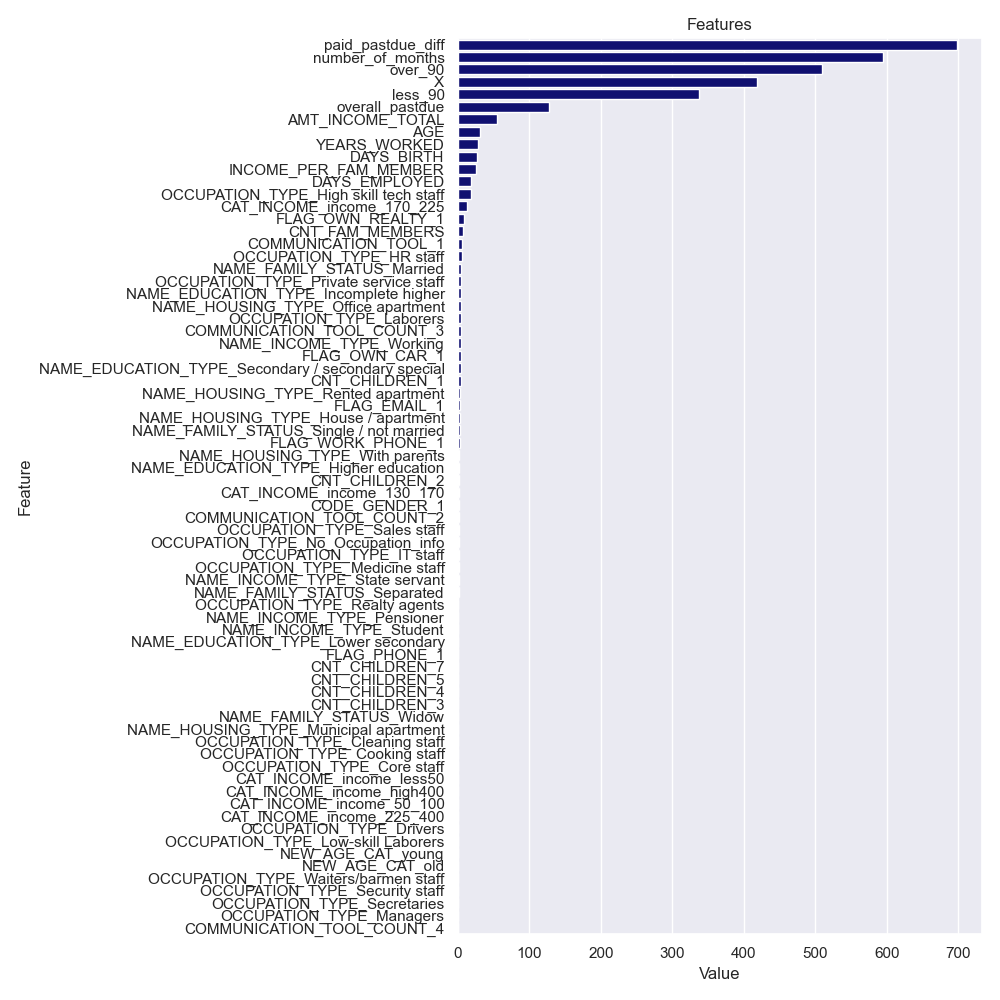 Features
paid_pastdue_diff
number_of_months
over_90
X
less_90
overall_pastdue
AMT_INCOME_TOTAL
AGE
YEARS_WORKED
DAYS_BIRTH
INCOME_PER_FAM_MEMBER
DAYS_EMPLOYED
OCCUPATION_TYPE_High skill tech staff
CAT_INCOME_income_170_225
FLAG_OWN_REALTY_1
CNT_FAM_MEMBERS
COMMUNICATION_TOOL_1
OCCUPATION_TYPE_HR staff
NAME_FAMILY_STATUS_Married
OCCUPATION_TYPE_Private service staff
NAME_EDUCATION_TYPE_Incomplete higher
NAME_HOUSING_TYPE_Office apartment
OCCUPATION_TYPE_Laborers
COMMUNICATION_TOOL_COUNT_3
NAME_INCOME_TYPE_Working
FLAG_OWN_CAR_1
NAME_EDUCATION_TYPE_Secondary / secondary special
CNT_CHILDREN_1
NAME_HOUSING_TYPE_Rented apartment
FLAG_EMAIL_1
NAME_HOUSING_TYPE_House / apartment
NAME_FAMILY_STATUS_Single / not married
FLAG_WORK_PHONE_1
NAME_HOUSING_TYPE_With parents
NAME_EDUCATION_TYPE_Higher education
CNT_CHILDREN_2
CAT_INCOME_income_130_170
CODE_GENDER_1
COMMUNICATION_TOOL_COUNT_2
OCCUPATION_TYPE_Sales staff
OCCUPATION_TYPE_No_Occupation_info
OCCUPATION_TYPE_IT staff
OCCUPATION_TYPE_Medicine staff
NAME_INCOME_TYPE_State servant
NAME_FAMILY_STATUS_Separated
OCCUPATION_TYPE_Realty agents
NAME_INCOME_TYPE_Pensioner
NAME_INCOME_TYPE_Student
NAME_EDUCATION_TYPE_Lower secondary
FLAG_PHONE_1
CNT_CHILDREN_7
CNT_CHILDREN_5
CNT_CHILDREN_4
CNT_CHILDREN_3
NAME_FAMILY_STATUS_Widow
NAME_HOUSING_TYPE_Municipal apartment
OCCUPATION_TYPE_Cleaning staff
OCCUPATION_TYPE_Cooking staff
OCCUPATION_TYPE_Core staff
CAT_INCOME_income_less50
CAT_INCOME_income_high400
CAT_INCOME_income_50_100
CAT_INCOME_income_225_400
OCCUPATION_TYPE_Drivers
OCCUPATION_TYPE_Low-skill Laborers
NEW_AGE_CAT_young
NEW_AGE_CAT_old
OCCUPATION_TYPE_Waiters/barmen staff
OCCUPATION_TYPE_Security staff
OCCUPATION_TYPE_Secretaries
OCCUPATION_TYPE_Managers
COMMUNICATION_TOOL_COUNT_4
Feature
0 100 200 300 400 500 600 700
Value